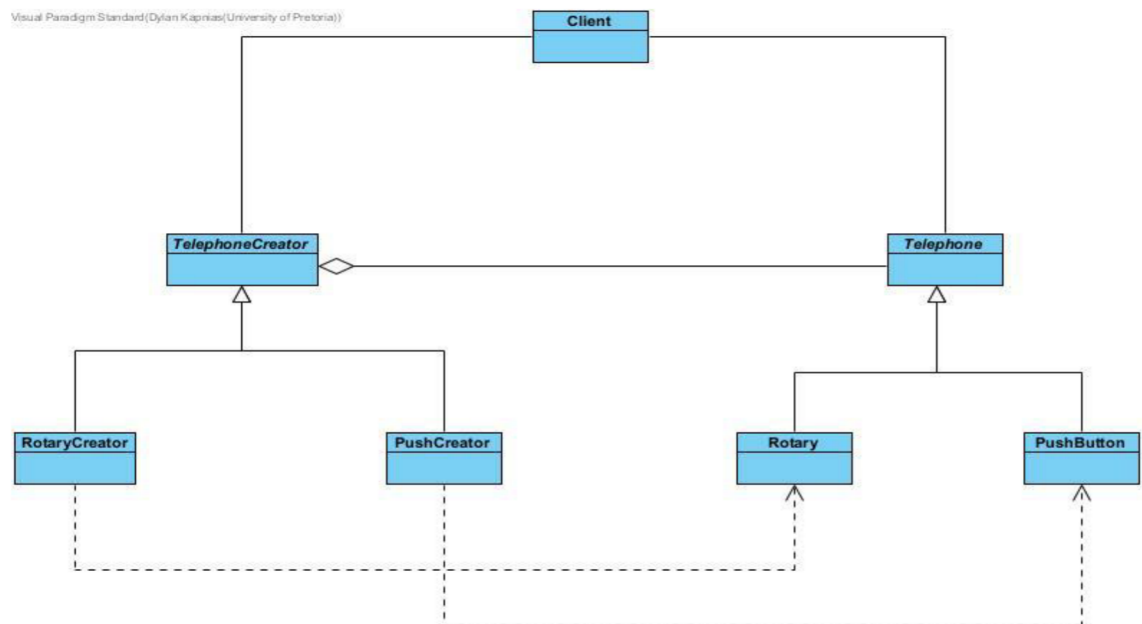 Visual Paradigm Standard(Dylan Kapnias(University of Pretoria))
Client
TelephoneCreator
Telephone
RotaryCreator
PushCreator
Rotary
PushButton